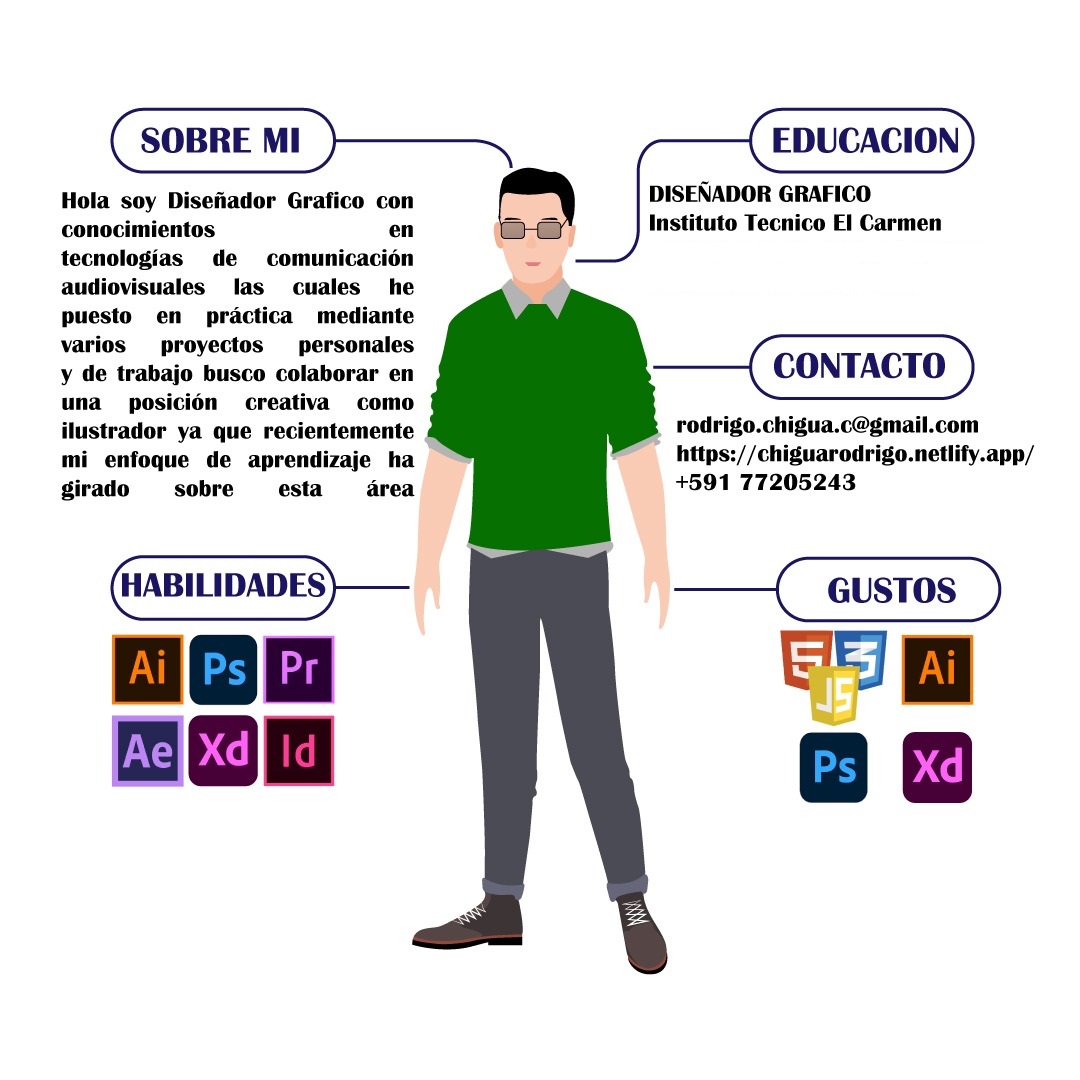 SOBRE MI
Hola soy Diseñador Grafico con
conocimientos en
tecnologías de comunicación
audiovisuales las cuales he
puesto en práctica mediante
varios proyectos personales
y de trabajo busco colaborar en
una posición creativa como
ilustrador ya que recientemente
mi enfoque de aprendizaje ha
girado sobre esta área
EDUCACION
DISEÑADOR GRAFICO
Instituto Tecnico El Carmen
CONTACTO
rodrigo.chigua.c@gmail.com
https://chiguarodrigo.netlify.app/
+591 77205243
HABILIDADES
Ai Ps Pr
Ae Xd Id
GUSTOS
5 3 Ai
JS
Ps Xd